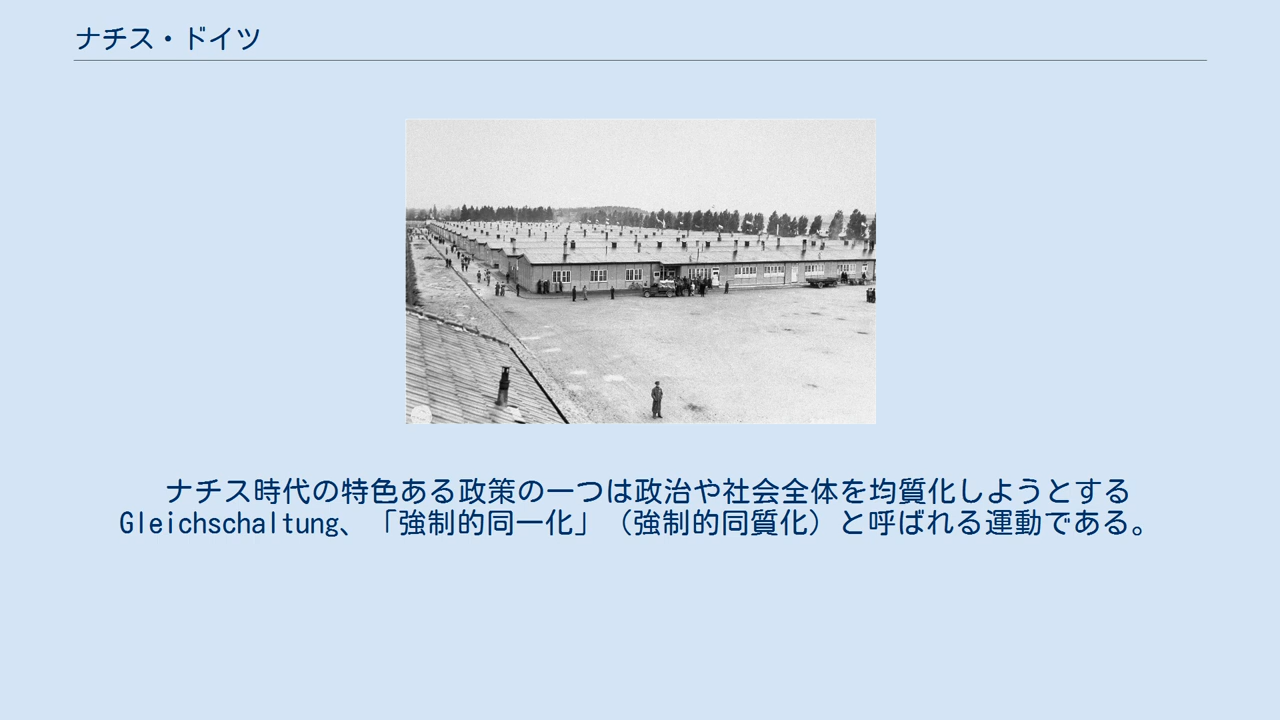 ナチス・ドイツ
ナチス時代の特色ある政策の一つは政治や社会全体を均質化しようとする
Gleichschaltung、「強制的同一化」（強制的同質化）と呼ばれる運動である。